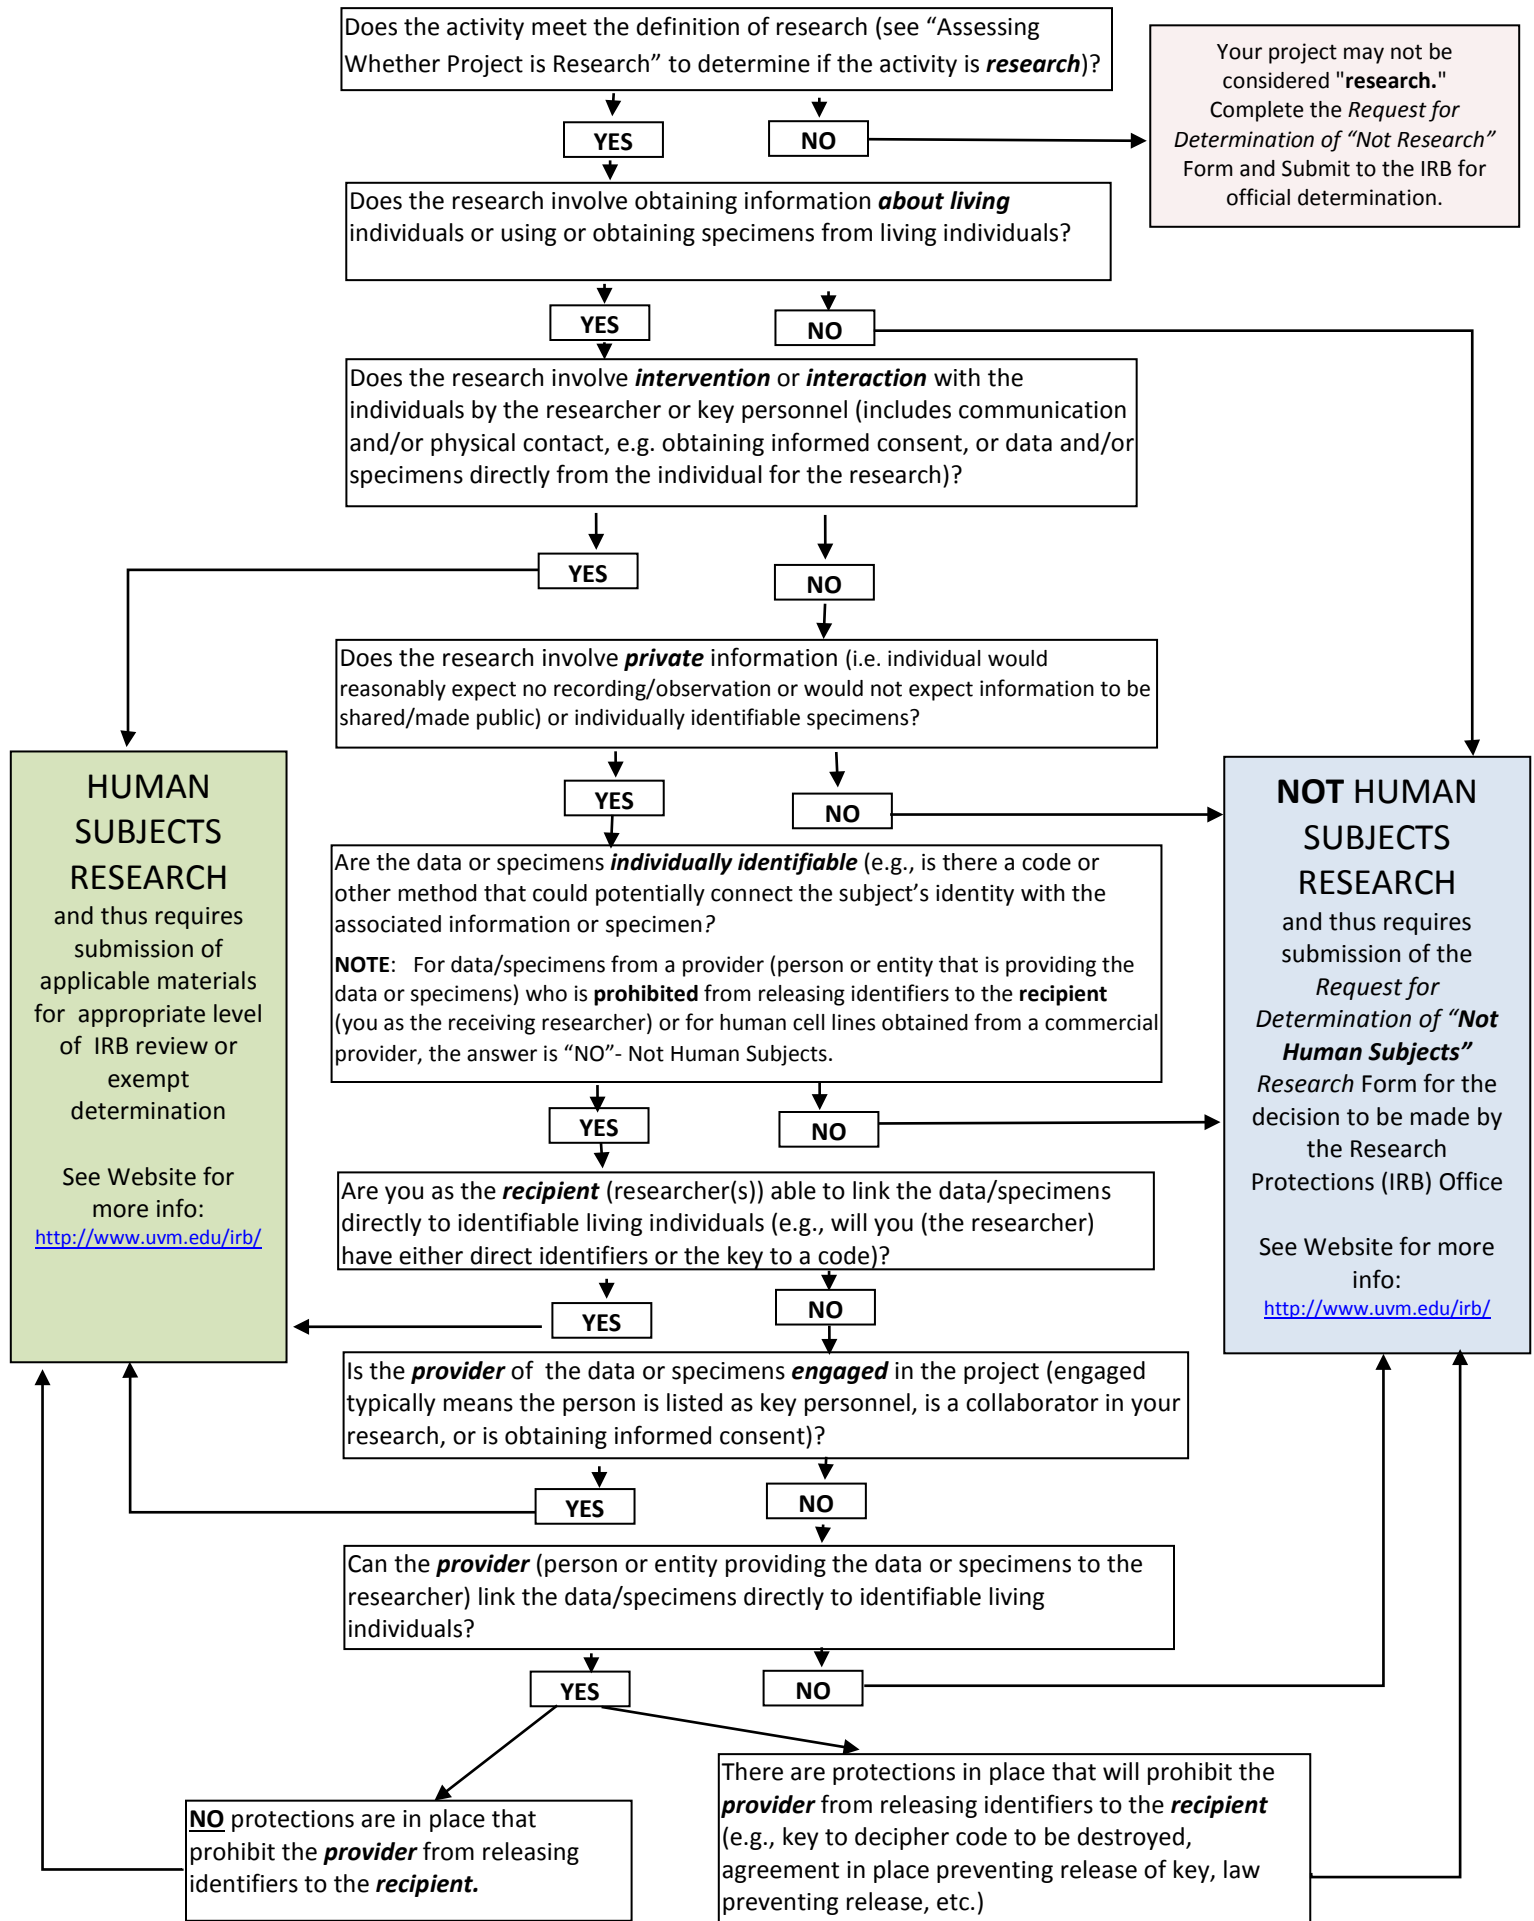 Does the activity meet the definition of research (see “Assessing
Whether Project is Research” to determine if the activity is research)?
Your project may not be
considered "research."
Complete the Request for
Determination of “Not Research”
Form and Submit to the IRB for
official determination.
YES
NO
Does the research involve obtaining information about living
individuals or using or obtaining specimens from living individuals?
YES
NO
Does the research involve intervention or interaction with the
individuals by the researcher or key personnel (includes communication
and/or physical contact, e.g. obtaining informed consent, or data and/or
specimens directly from the individual for the research)?
YES
NO
Does the research involve private information (i.e. individual would
reasonably expect no recording/observation or would not expect information to be
shared/made public) or individually identifiable specimens?
YES
NO
HUMAN
SUBJECTS
RESEARCH
and thus requires
submission of
applicable materials
for appropriate level
of IRB review or
exempt
determination
See Website for
more info:
http://www.uvm.edu/irb/
NOT HUMAN
SUBJECTS
RESEARCH
and thus requires
submission of the
Request for
Determination of “Not
Human Subjects”
Research Form for the
decision to be made by
the Research
Protections (IRB) Office
See Website for more
info:
http://www.uvm.edu/irb/
Are the data or specimens individually identifiable (e.g., is there a code or
other method that could potentially connect the subject’s identity with the
associated information or specimen?
NOTE: For data/specimens from a provider (person or entity that is providing the
data or specimens) who is prohibited from releasing identifiers to the recipient
(you as the receiving researcher) or for human cell lines obtained from a commercial
provider, the answer is “NO”- Not Human Subjects.
YES
NO
Are you as the recipient (researcher(s)) able to link the data/specimens
directly to identifiable living individuals (e.g., will you (the researcher)
have either direct identifiers or the key to a code)?
YES
NO
Is the provider of the data or specimens engaged in the project (engaged
typically means the person is listed as key personnel, is a collaborator in your
research, or is obtaining informed consent)?
YES
NO
Can the provider (person or entity providing the data or specimens to the
researcher) link the data/specimens directly to identifiable living
individuals?
YES
NO
NO protections are in place that
prohibit the provider from releasing
identifiers to the recipient.
There are protections in place that will prohibit the
provider from releasing identifiers to the recipient
(e.g., key to decipher code to be destroyed,
agreement in place preventing release of key, law
preventing release, etc.)